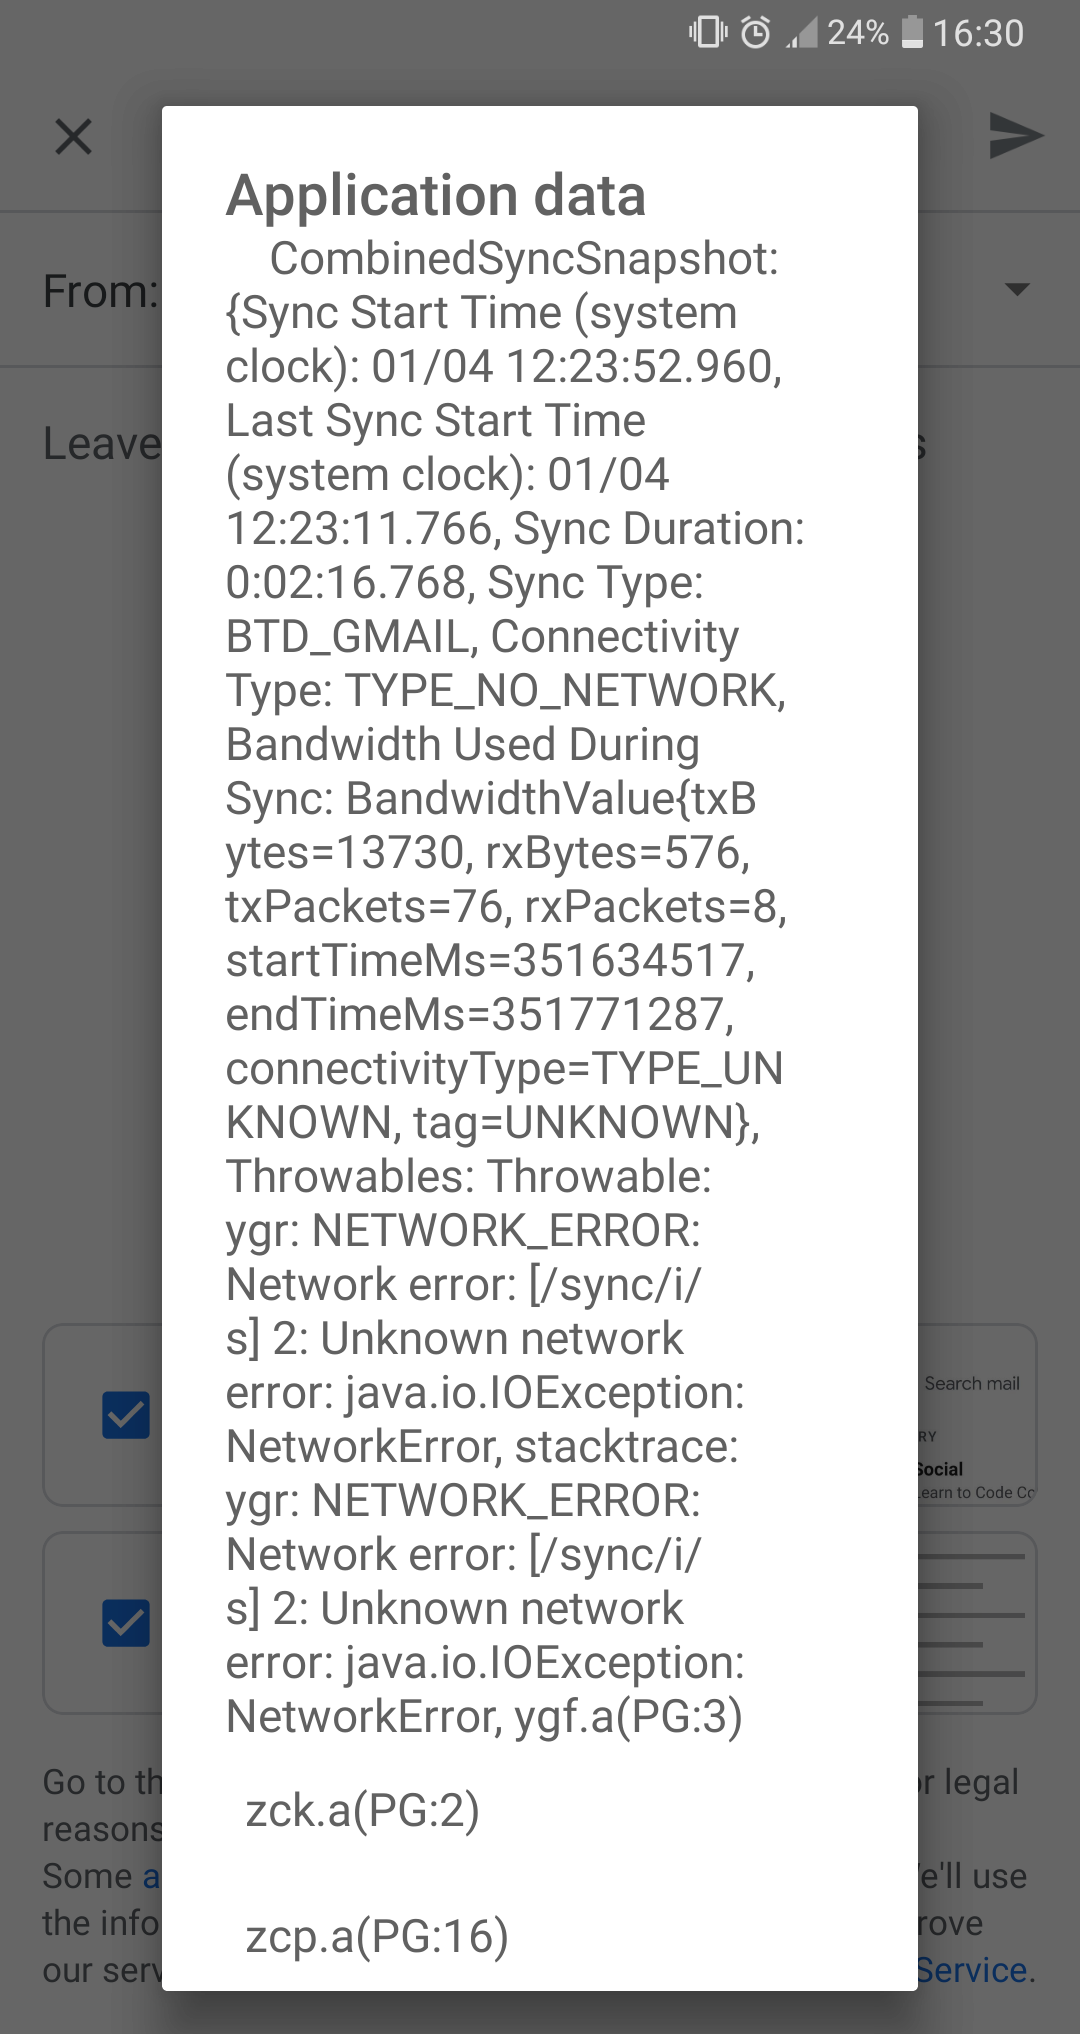 24% 16:30
Application data
CombinedSyncSnapshot:
{Sync Start Time (system
clock): 01/04 12:23:52.960,
Last Sync Start Time
(system clock): 01/04
12:23:11.766, Sync Duration:
0:02:16.768, Sync Type:
BTD_GMAIL, Connectivity
Type: TYPE_NO_NETWORK,
Bandwidth Used During
Sync: BandwidthValue{txB
ytes=13730, rxBytes=576,
txPackets=76, rxPackets=8,
startTimeMs=351634517,
endTimeMs=351771287,
connectivityType=TYPE_UN
KNOWN, tag=UNKNOWN},
Throwables: Throwable:
ygr: NETWORK_ERROR:
Network error: [/sync/i/
s] 2: Unknown network
error: java.io.IOException:
NetworkError, stacktrace:
ygr: NETWORK_ERROR:
Network error: [/sync/i/
s] 2: Unknown network
error: java.io.IOException:
NetworkError, ygf.a(PG:3)
zck.a(PG:2)
zcp.a(PG:16)
From:
Leave
Search mail
RY
Social
Learn to Code Co
Go to th r legal
reasons
Some a e'll use
the info rove
our serv Service.